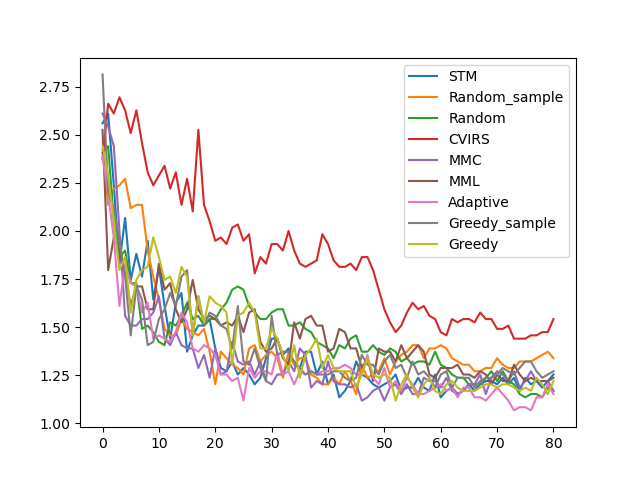 2.75
2.50
2.25
2.00
1.75
1.50
1.25
1.00
0 10 20 30 40 50 60 70 80
STM
Random_sample
Random
CVIRS
MMC
MML
Adaptive
Greedy_sample
Greedy